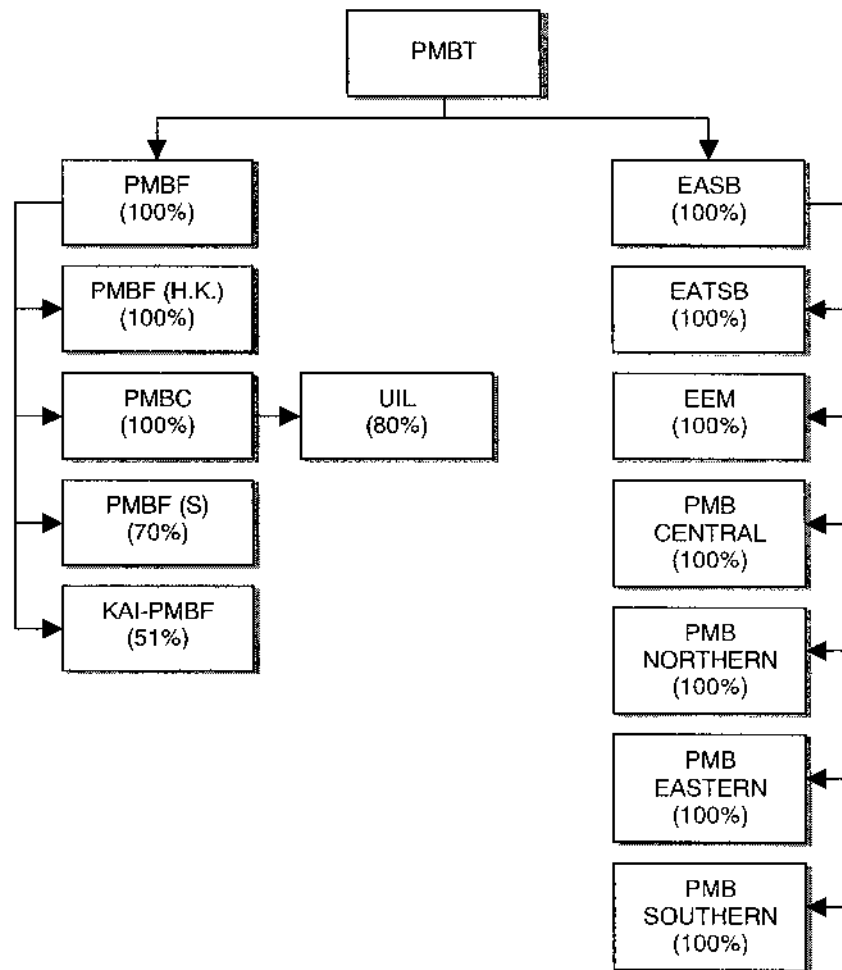 PMBT
PMBF
(100%)
PMBF (H.K.)
(100%)
PMBC
(100%)
UIL
(80%)
PMBF (S)
(70%)
KAI-PMBF
(51%)
EASB
(100%)
EATSB
(100%)
EEM
(100%)
PMB
CENTRAL
(100%)
PMB
NORTHERN
(100%)
PMB
EASTERN
(100%)
PMB
SOUTHERN
(100%)